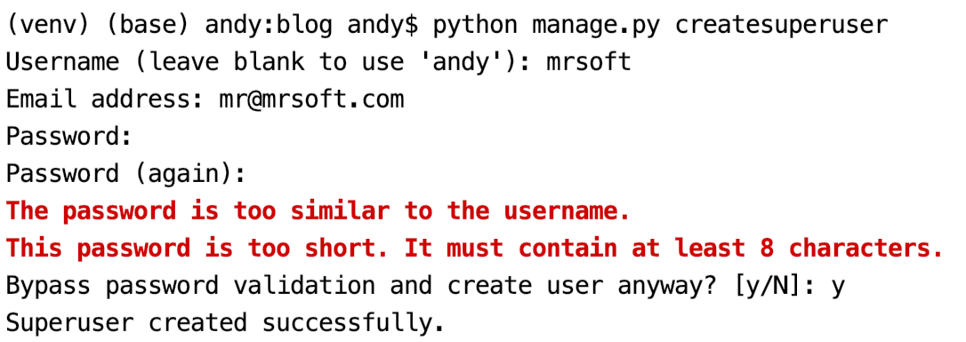 (venv) (base) andy:blog andy$ python manage.py createsuperuser
Username (leave blank to use 'andy'): mrsoft
Email address: mr@mrsoft.com
Password:
Password (again):
The password is too similar to the username.
This password is too short. It must contain at least 8 characters.
Bypass password validation and create user anyway? [y/N]: y
Superuser created successfully.